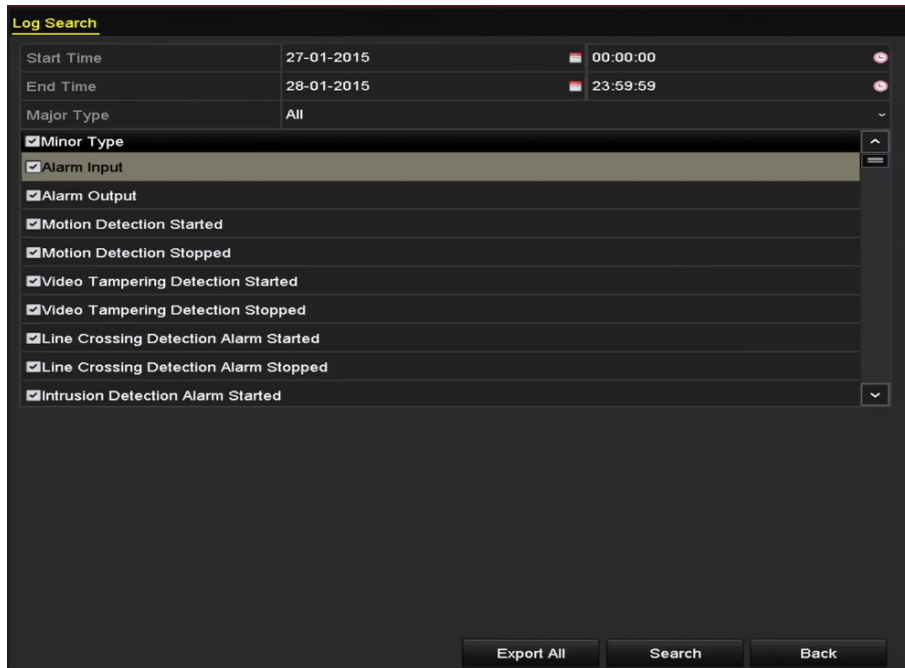 Log Search
Start Time 27-01-2015 00:00:00
End Time 28-01-2015 23:59:59
Major Type All
Minor Type
Alarm Input
Alarm Output
Motion Detection Started
Motion Detection Stopped
Video Tampering Detection Started
Video Tampering Detection Stopped
Line Crossing Detection Alarm Started
Line Crossing Detection Alarm Stopped
Intrusion Detection Alarm Started
Export All Search Back